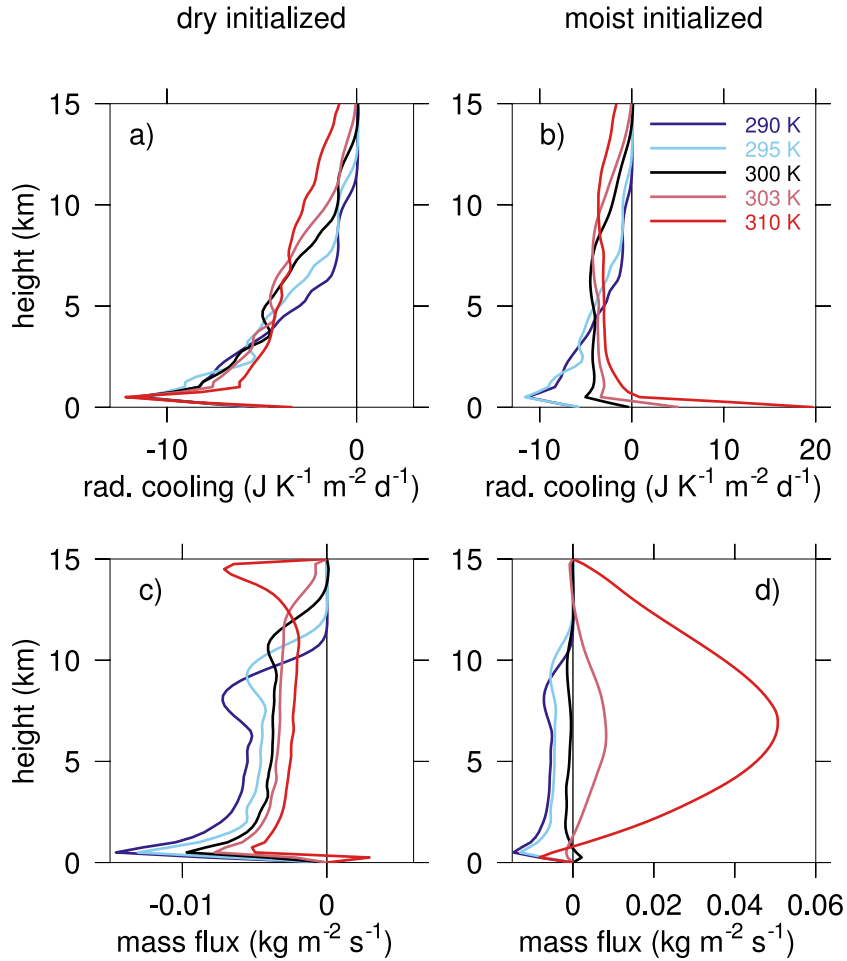 dry initialized
moist initialized
15
10
5
0
height (km)
a)
-10
0
rad. cooling (J K⁻¹ m⁻² d⁻¹)
15
10
5
0
b)
290 K
295 K
300 K
303 K
310 K
-10
0
10
20
rad. cooling (J K⁻¹ m⁻² d⁻¹)
15
10
5
0
height (km)
c)
-0.01
0
mass flux (kg m⁻² s⁻¹)
15
10
5
0
d)
0
0.02
0.04
0.06
mass flux (kg m⁻² s⁻¹)